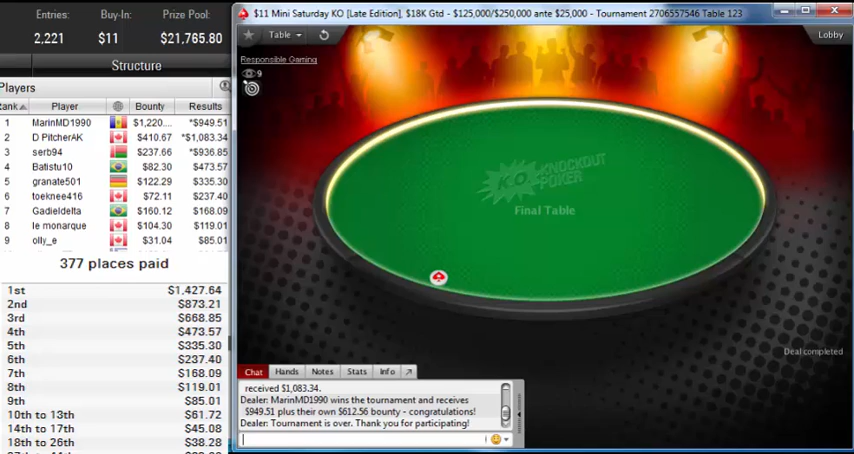 Entries: Buy-In: Prize Pool:
2,221 $11 $21,765.80
Structure
Players
Rank Player Bounty Results
1 MarinMD1990 $1,220.... *$949.51
2 D PitcherAK $410.67 *$1,083.34
3 serb94 $237.66 *$936.85
4 Batistu10 $82.30 $473.57
5 granate501 $122.29 $335.30
6 toeknee416 $72.11 $237.40
7 Gadieldelta $160.12 $168.09
8 le monarque $104.30 $119.01
9 olly_e $31.04 $85.01
377 places paid
1st $1,427.64
2nd $873.21
3rd $668.85
4th $473.57
5th $335.30
6th $237.40
7th $168.09
8th $119.01
9th $85.01
10th to 13th $61.72
14th to 17th $45.08
18th to 26th $38.28
$11 Mini Saturday KO [Late Edition], $18K Gtd - $125,000/$250,000 ante $25,000 - Tournament 2706557546 Table 123
Table Lobby
Responsible Gaming
9
K.O. KNOCKOUT
POKER
Final Table
Deal completed
Chat Hands Notes Stats Info
received $1,083.34.
Dealer: MarinMD1990 wins the tournament and receives
$949.51 plus their own $612.56 bounty - congratulations!
Dealer: Tournament is over. Thank you for participating!